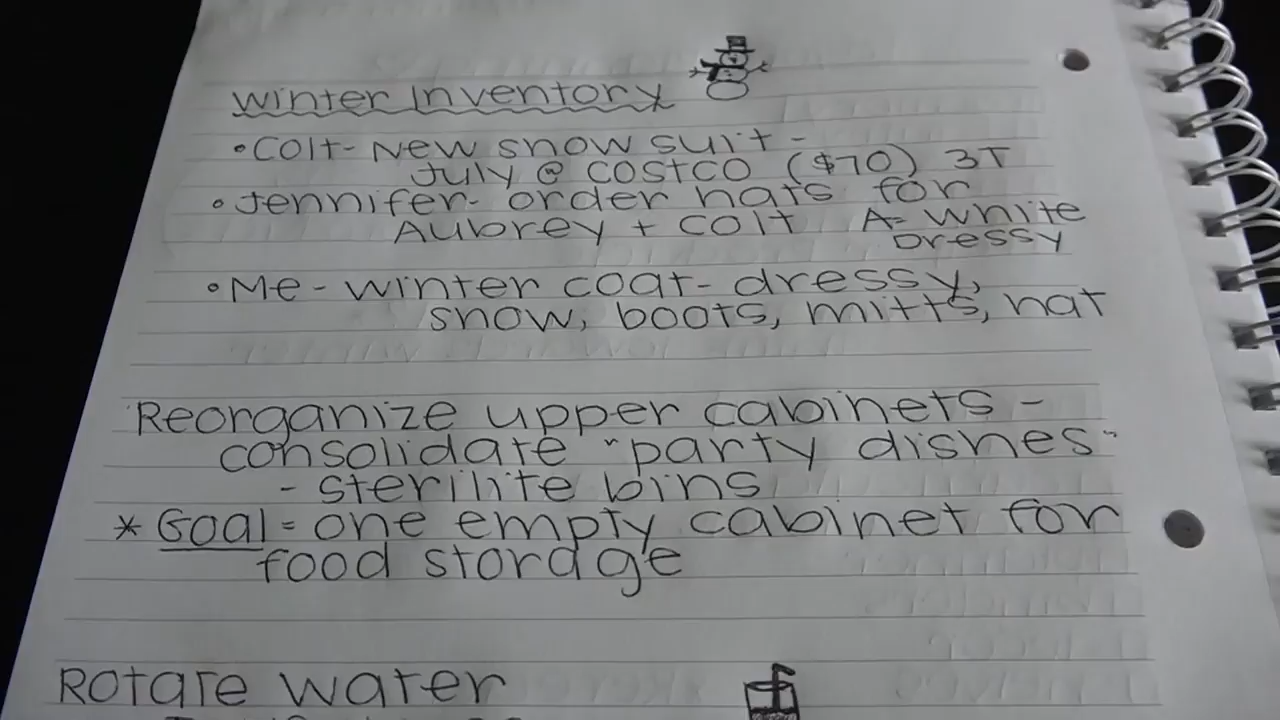 Winter Inventory
• Colt - New snow suit -
July @ Costco ($70) 3T
• Jennifer - order hats for
Aubrey + Colt A= White
Dressy
• Me - winter coat - dressy,
snow, boots, mitts, hat
Reorganize upper cabinets -
consolidate "party dishes"
- sterilite bins
* Goal = one empty cabinet for
food storage
Rotate water